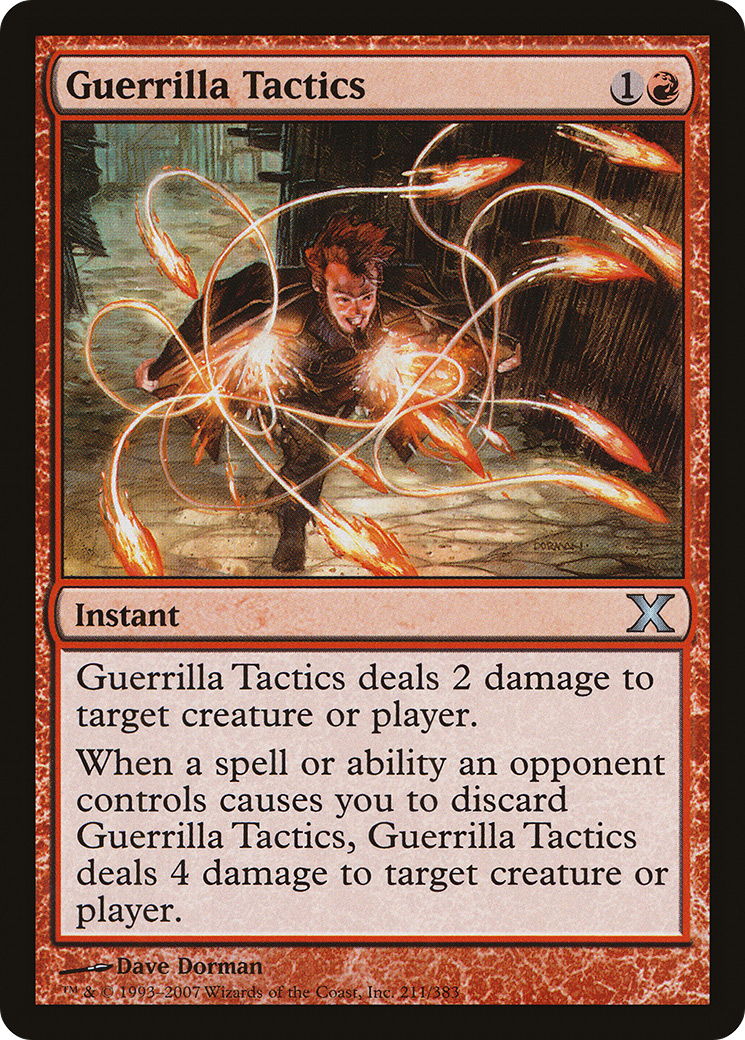 Guerrilla Tactics 1
DORMAN
Instant
X
Guerrilla Tactics deals 2 damage to
target creature or player.
When a spell or ability an opponent
controls causes you to discard
Guerrilla Tactics, Guerrilla Tactics
deals 4 damage to target creature or
player.
Dave Dorman
™ & © 1993–2007 Wizards of the Coast, Inc. 211/383